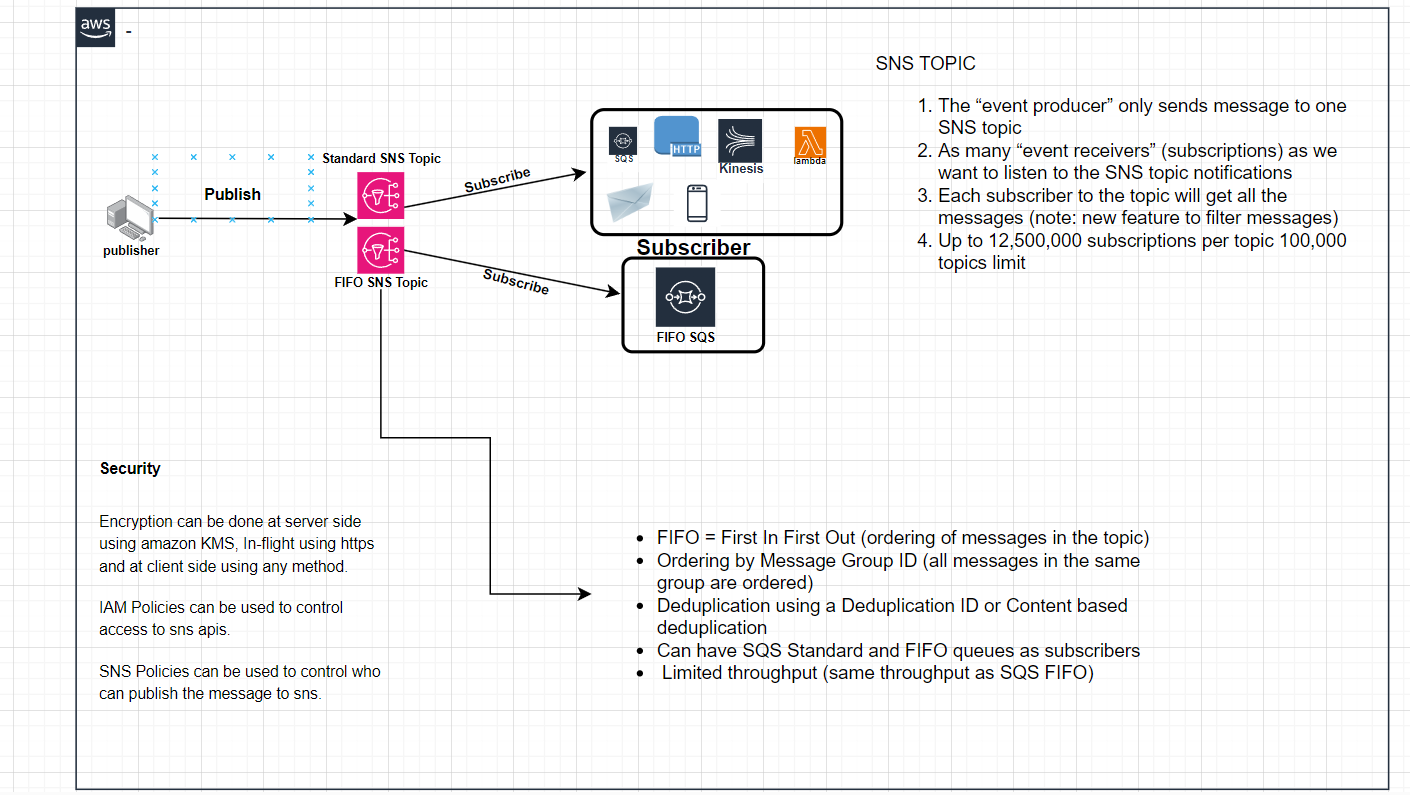 aws
-
SNS TOPIC
1. The “event producer” only sends message to one
SNS topic
2. As many “event receivers” (subscriptions) as we
want to listen to the SNS topic notifications
3. Each subscriber to the topic will get all the
messages (note: new feature to filter messages)
4. Up to 12,500,000 subscriptions per topic 100,000
topics limit
Standard SNS Topic
Publish
publisher
FIFO SNS Topic
Subscribe
Subscribe
SQS
HTTP
Kinesis
lambda
Subscriber
FIFO SQS
Security
Encryption can be done at server side
using amazon KMS, In-flight using https
and at client side using any method.
IAM Policies can be used to control
access to sns apis.
SNS Policies can be used to control who
can publish the message to sns.
• FIFO = First In First Out (ordering of messages in the topic)
• Ordering by Message Group ID (all messages in the same
group are ordered)
• Deduplication using a Deduplication ID or Content based
deduplication
• Can have SQS Standard and FIFO queues as subscribers
• Limited throughput (same throughput as SQS FIFO)